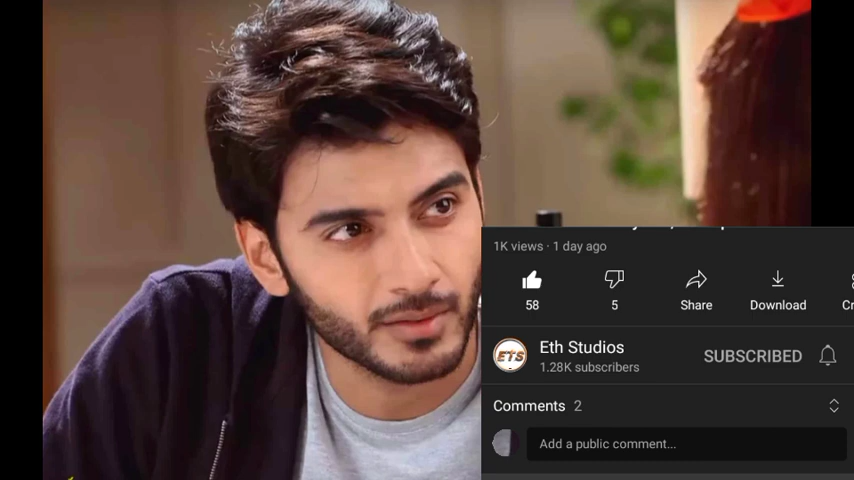 1K views · 1 day ago
58
5
Share
Download
Cr
ETS
Eth Studios
1.28K subscribers
SUBSCRIBED
Comments 2
Add a public comment...